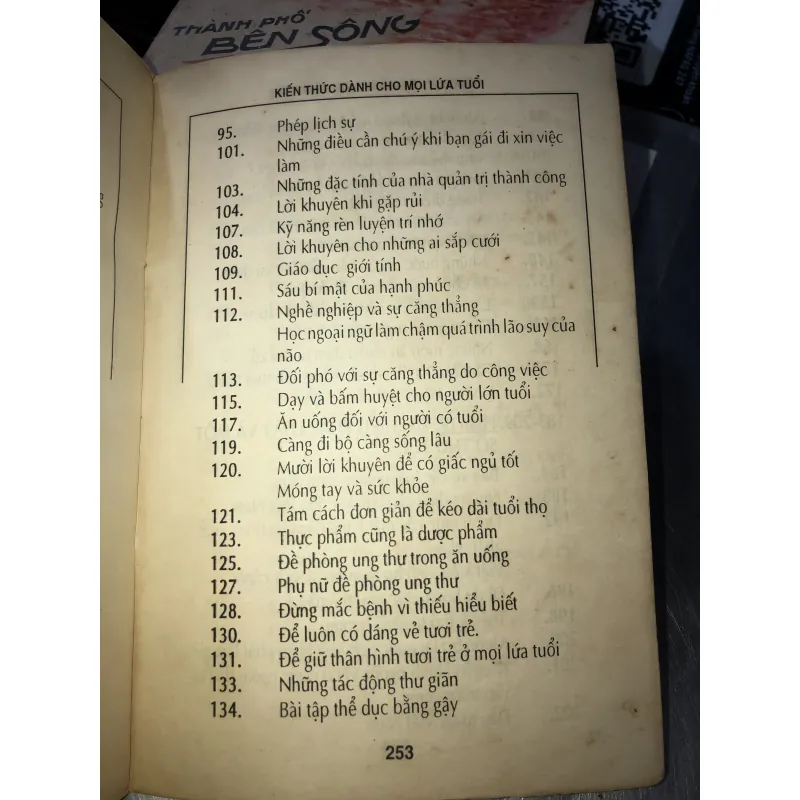 THÀNH PHỐ
BÊN SÔNG
KIẾN THỨC DÀNH CHO MỌI LỨA TUỔI
95. Phép lịch sự
101. Những điều cần chú ý khi bạn gái đi xin việc
làm
103. Những đặc tính của nhà quản trị thành công
104. Lời khuyên khi gặp rủi
107. Kỹ năng rèn luyện trí nhớ
108. Lời khuyên cho những ai sắp cưới
109. Giáo dục giới tính
111. Sáu bí mật của hạnh phúc
112. Nghề nghiệp và sự căng thẳng
Học ngoại ngữ làm chậm quá trình lão suy của
não
113. Đối phó với sự căng thẳng do công việc
115. Dạy và bấm huyệt cho người lớn tuổi
117. Ăn uống đối với người có tuổi
119. Càng đi bộ càng sống lâu
120. Mười lời khuyên để có giấc ngủ tốt
Móng tay và sức khỏe
121. Tám cách đơn giản để kéo dài tuổi thọ
123. Thực phẩm cũng là dược phẩm
125. Đề phòng ung thư trong ăn uống
127. Phụ nữ đề phòng ung thư
128. Đừng mắc bệnh vì thiếu hiểu biết
130. Để luôn có dáng vẻ tươi trẻ.
131. Để giữ thân hình tươi trẻ ở mọi lứa tuổi
133. Những tác động thư giãn
134. Bài tập thể dục bằng gậy
253